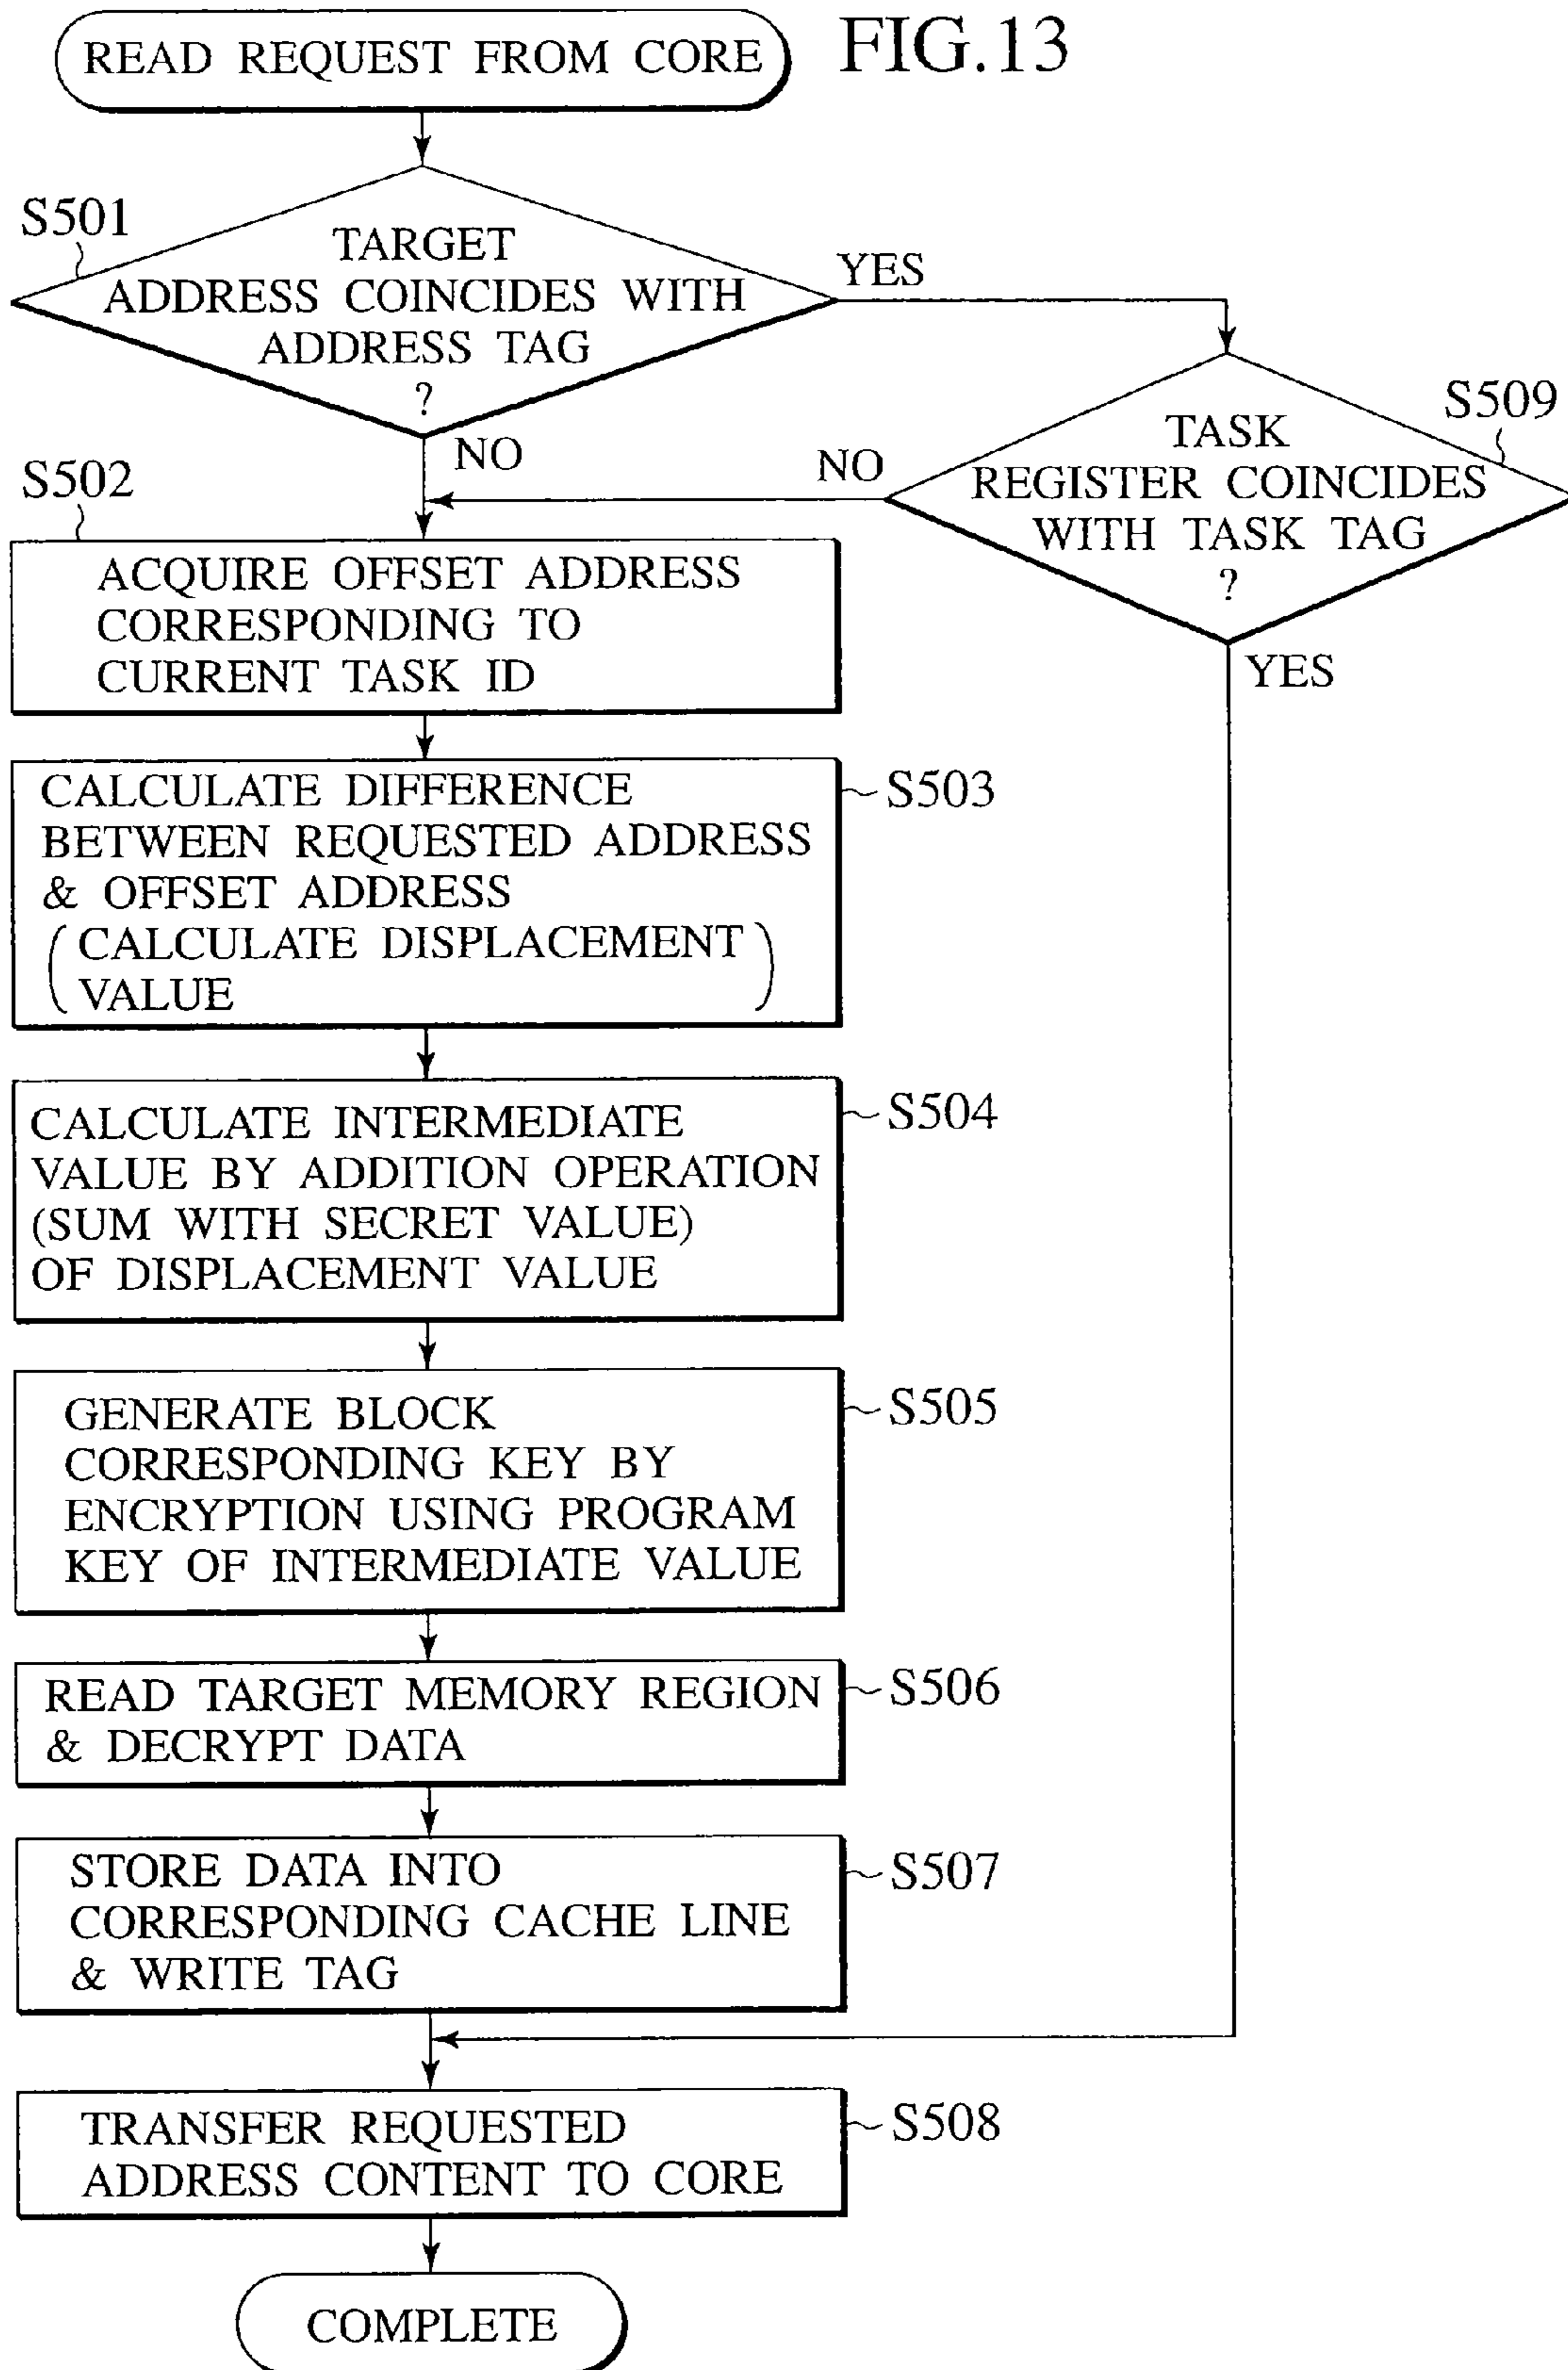 FIG.13
READ REQUEST FROM CORE
S501
TARGET
ADDRESS COINCIDES WITH
ADDRESS TAG
?
YES
NO
S509
TASK
REGISTER COINCIDES
WITH TASK TAG
?
NO
YES
S502
ACQUIRE OFFSET ADDRESS
CORRESPONDING TO
CURRENT TASK ID
CALCULATE DIFFERENCE
BETWEEN REQUESTED ADDRESS
& OFFSET ADDRESS
(CALCULATE DISPLACEMENT
VALUE)
S503
CALCULATE INTERMEDIATE
VALUE BY ADDITION OPERATION
(SUM WITH SECRET VALUE)
OF DISPLACEMENT VALUE
S504
GENERATE BLOCK
CORRESPONDING KEY BY
ENCRYPTION USING PROGRAM
KEY OF INTERMEDIATE VALUE
S505
READ TARGET MEMORY REGION
& DECRYPT DATA
S506
STORE DATA INTO
CORRESPONDING CACHE LINE
& WRITE TAG
S507
TRANSFER REQUESTED
ADDRESS CONTENT TO CORE
S508
COMPLETE